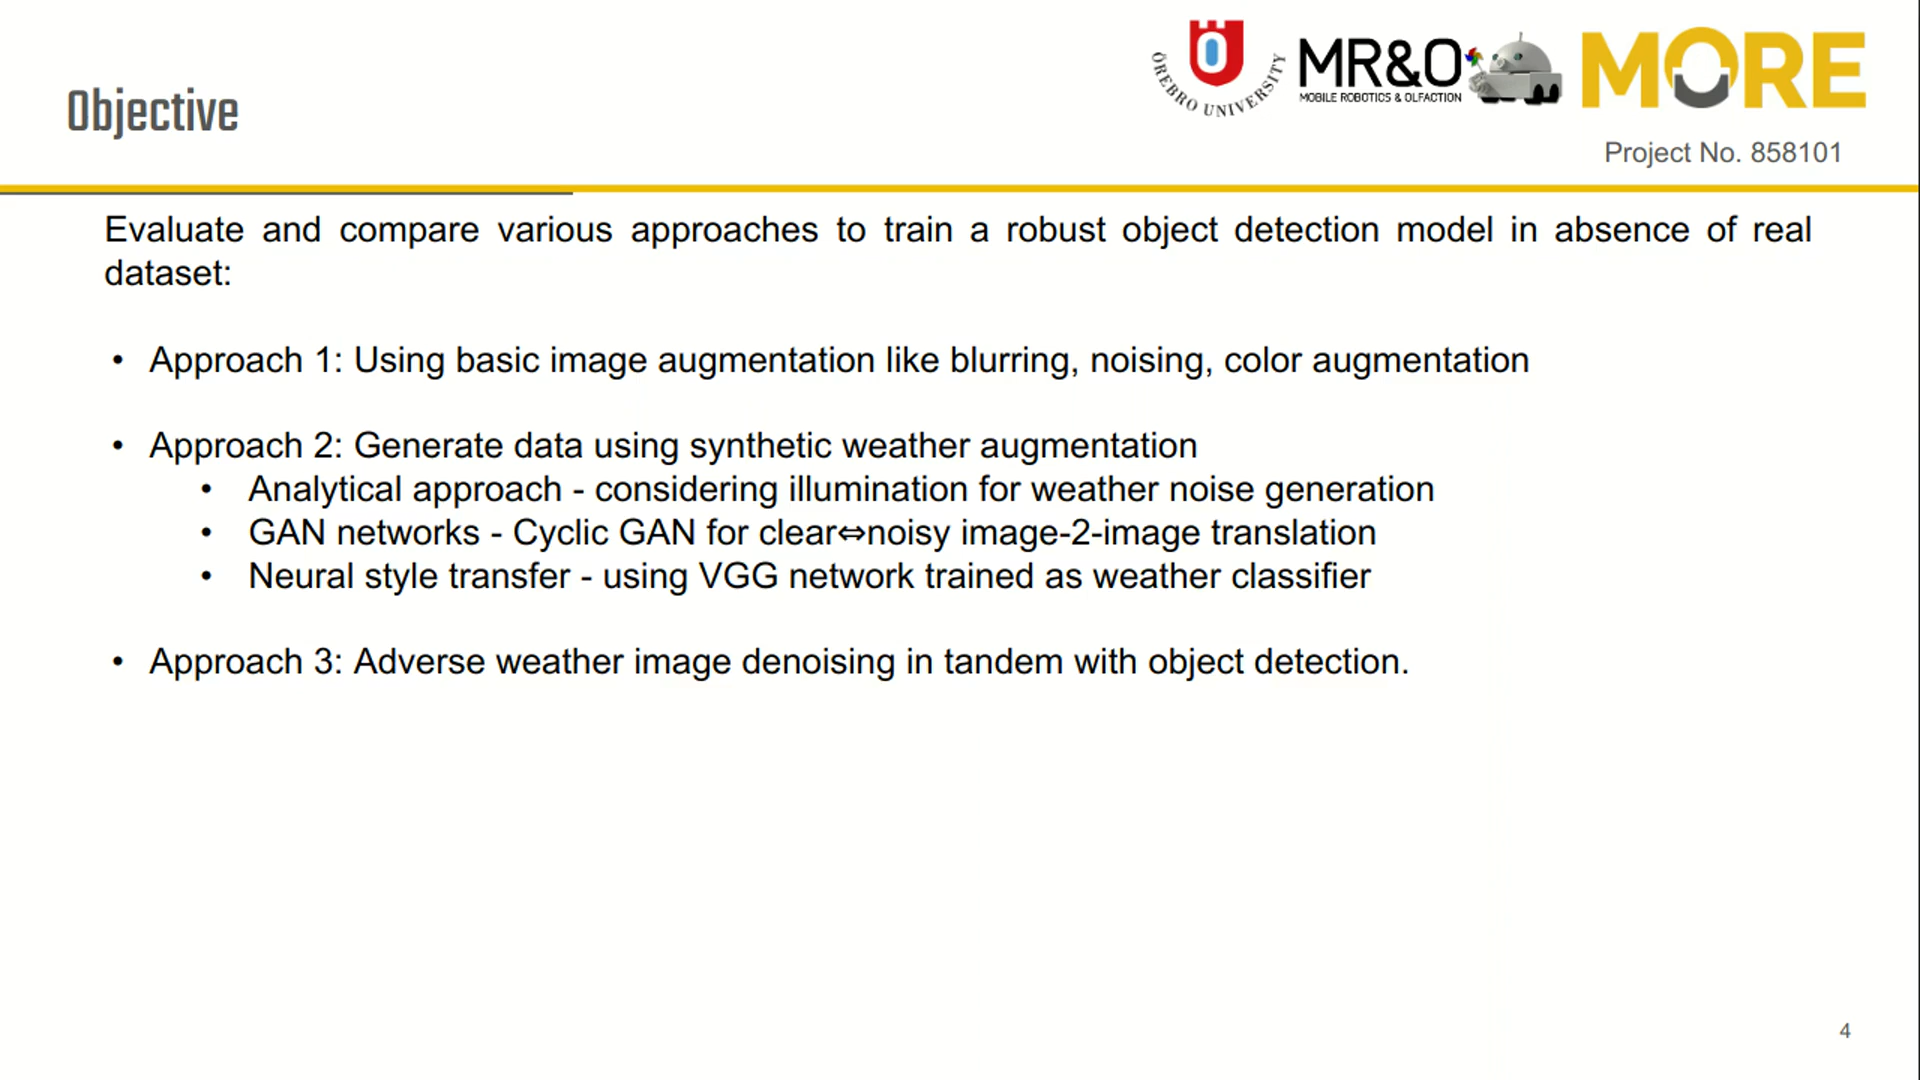 ÖREBRO UNIVERSITY
MR&O
MOBILE ROBOTICS & OLFACTION
MORE
Objective
Project No. 858101
Evaluate and compare various approaches to train a robust object detection model in absence of real
dataset:
• Approach 1: Using basic image augmentation like blurring, noising, color augmentation
• Approach 2: Generate data using synthetic weather augmentation
• Analytical approach - considering illumination for weather noise generation
• GAN networks - Cyclic GAN for clear⇔noisy image-2-image translation
• Neural style transfer - using VGG network trained as weather classifier
• Approach 3: Adverse weather image denoising in tandem with object detection.
4